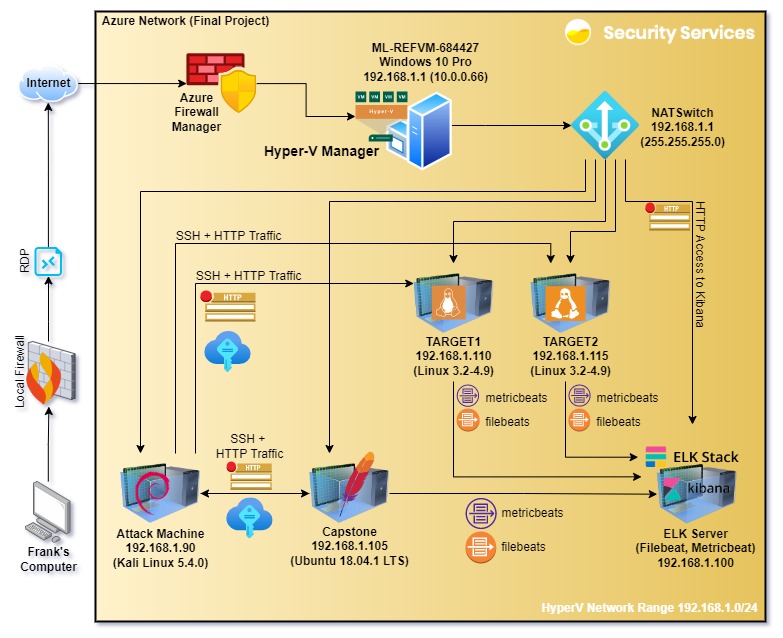 Azure Network (Final Project)
Security Services
ML-REFVM-684427
Windows 10 Pro
192.168.1.1 (10.0.0.66)
Internet
Azure
Firewall
Manager
VM VM VM VM
Hyper-V
Hyper-V Manager
NATSwitch
192.168.1.1
(255.255.255.0)
HTTP
HTTP Access to Kibana
SSH + HTTP Traffic
SSH + HTTP Traffic
HTTP
RDP
Local Firewall
TARGET1
192.168.1.110
(Linux 3.2-4.9)
TARGET2
192.168.1.115
(Linux 3.2-4.9)
metricbeats
filebeats
metricbeats
filebeats
SSH +
HTTP Traffic
HTTP
ELK Stack
kibana
metricbeats
filebeats
Frank's
Computer
Attack Machine
192.168.1.90
(Kali Linux 5.4.0)
Capstone
192.168.1.105
(Ubuntu 18.04.1 LTS)
ELK Server
(Filebeat, Metricbeat)
192.168.1.100
HyperV Network Range 192.168.1.0/24